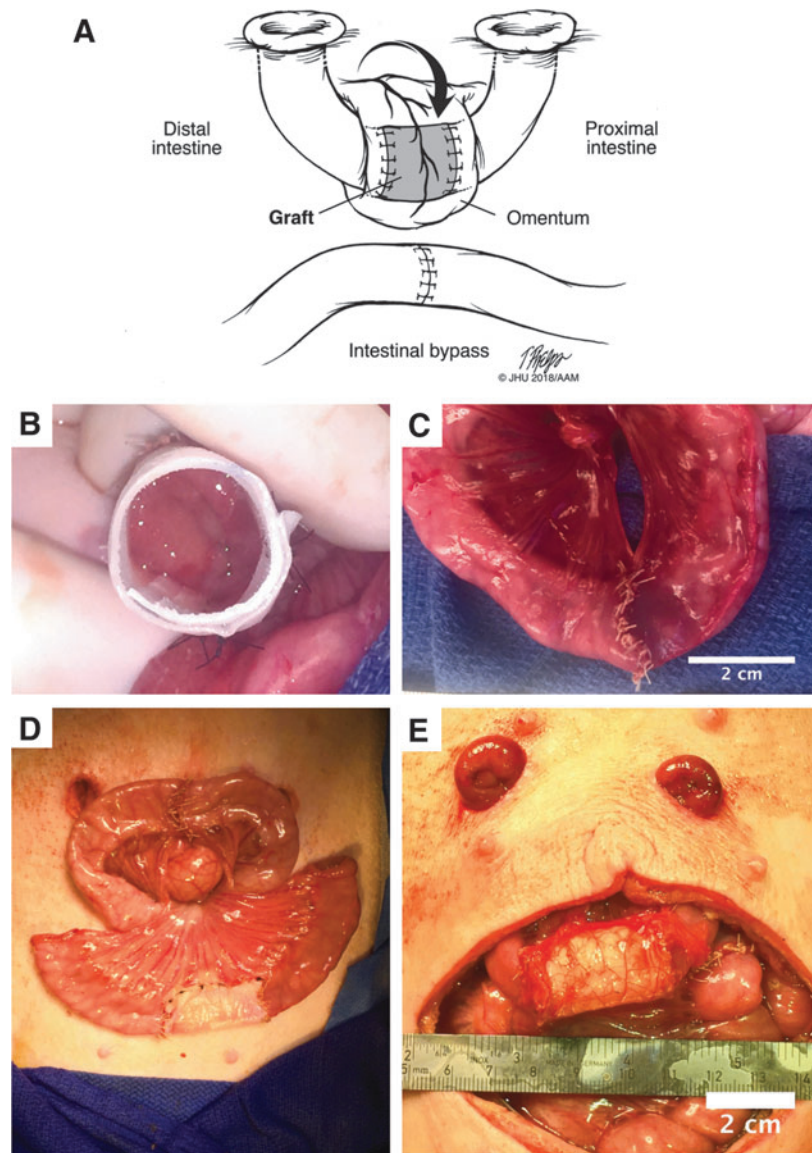 A
Distal
intestine
Proximal
intestine
Graft
Omentum
Intestinal bypass
© JHU 2018/AAM
B
C
2 cm
D
E
2 cm